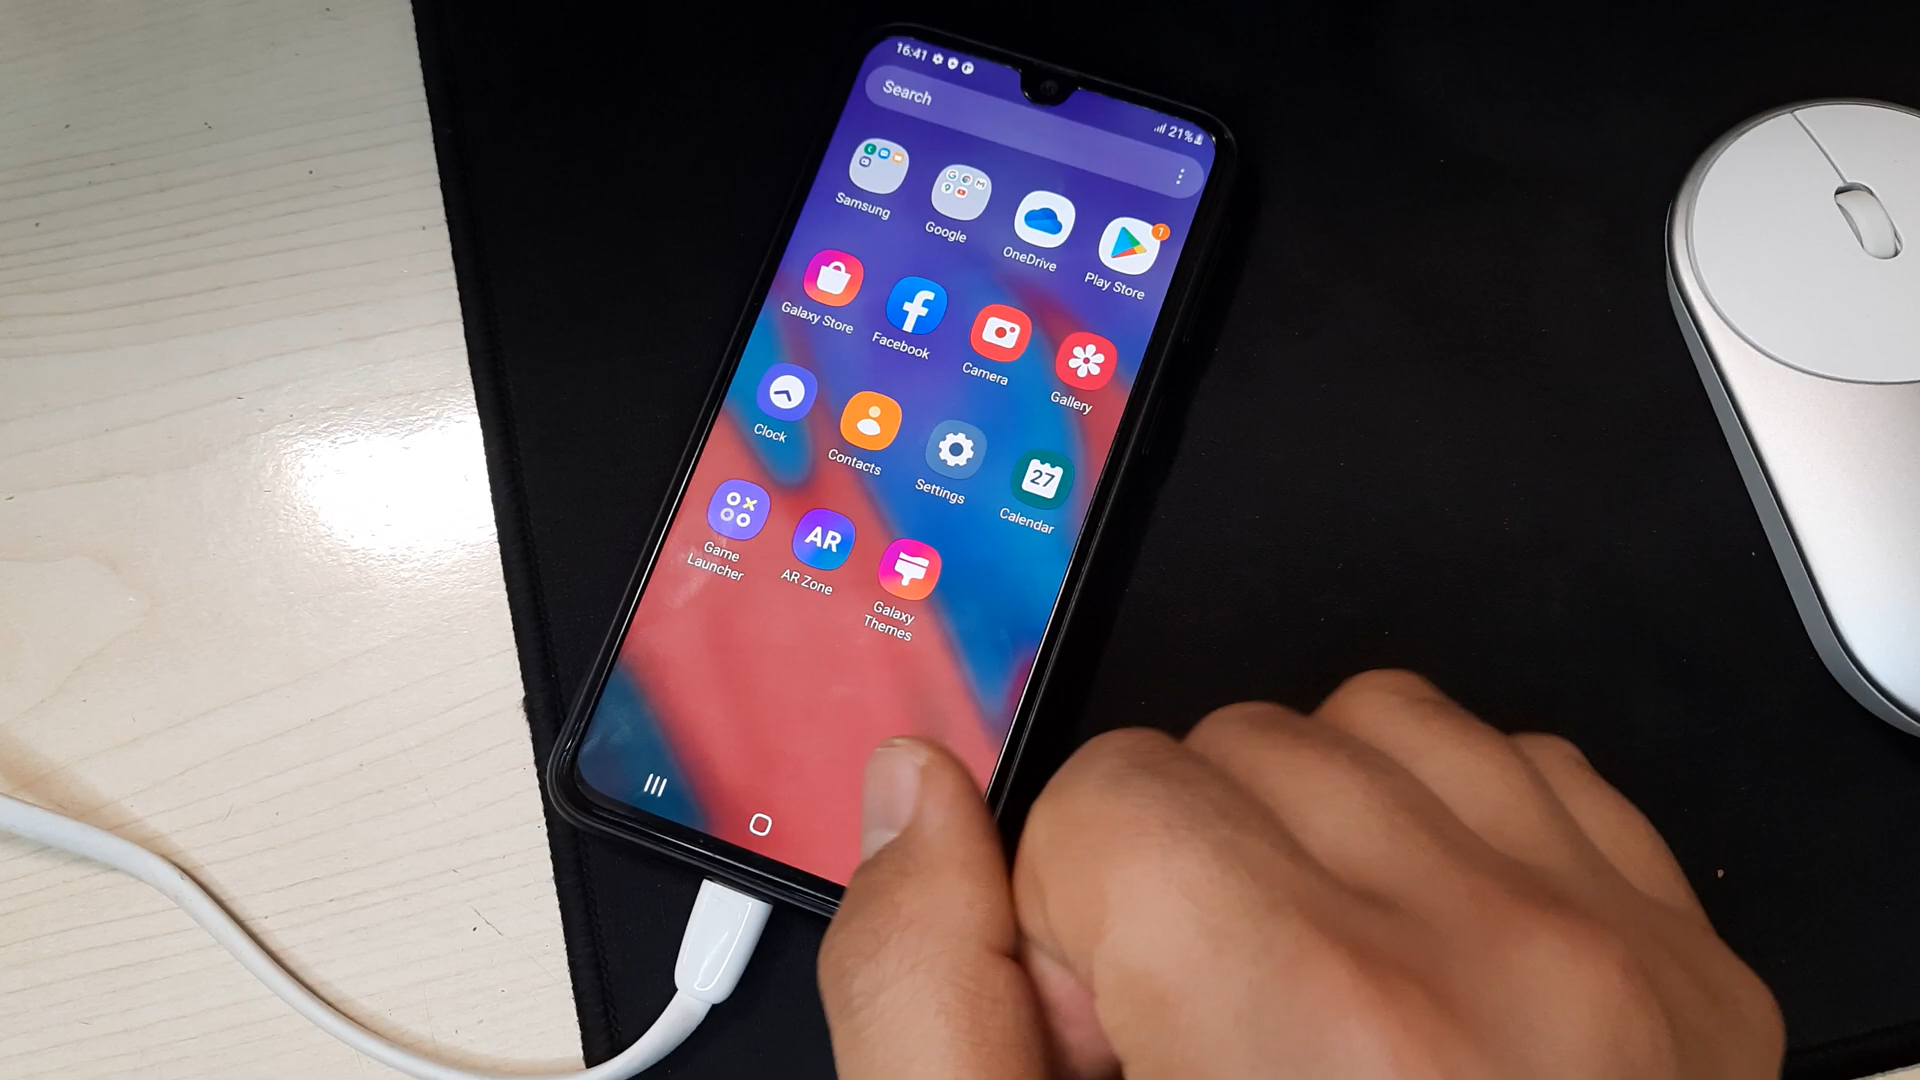 16:41
21%
Search
Samsung
Google
OneDrive
1
Play Store
Galaxy Store
Facebook
Camera
Gallery
Clock
Contacts
Settings
27
Calendar
Game
Launcher
AR
AR Zone
Galaxy
Themes